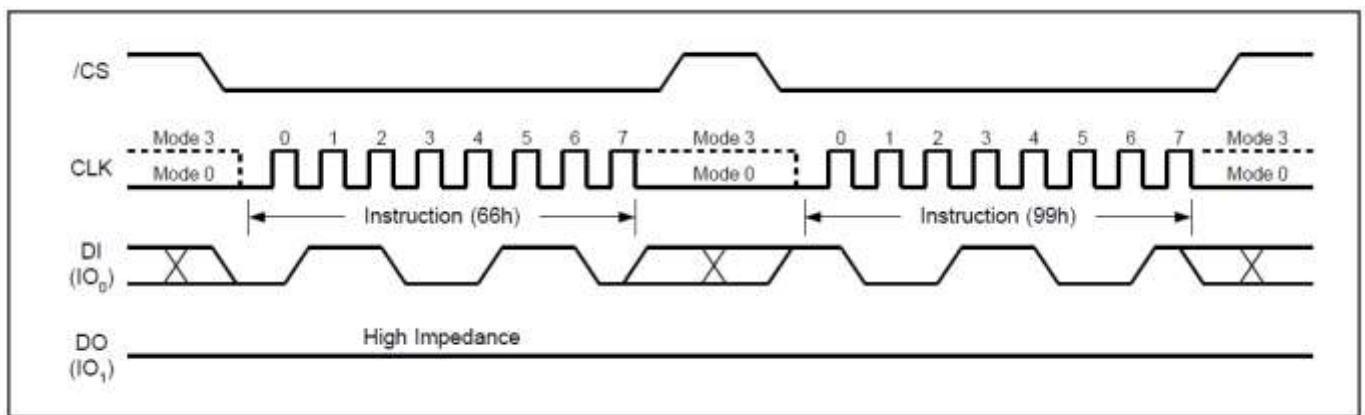 /CS
Mode 3 0 1 2 3 4 5 6 7 Mode 3 0 1 2 3 4 5 6 7 Mode 3
CLK
Mode 0 Mode 0 Mode 0
Instruction (66h) Instruction (99h)
DI
(IO₀)
High Impedance
DO
(IO₁)